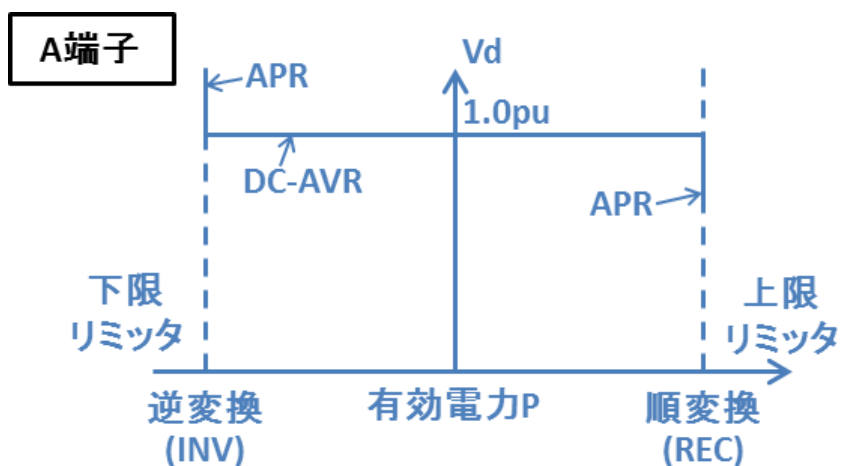 A端子
Vd
APR
1.0pu
DC-AVR
APR
下限
リミッタ
上限
リミッタ
逆変換
(INV)
有効電力P
順変換
(REC)